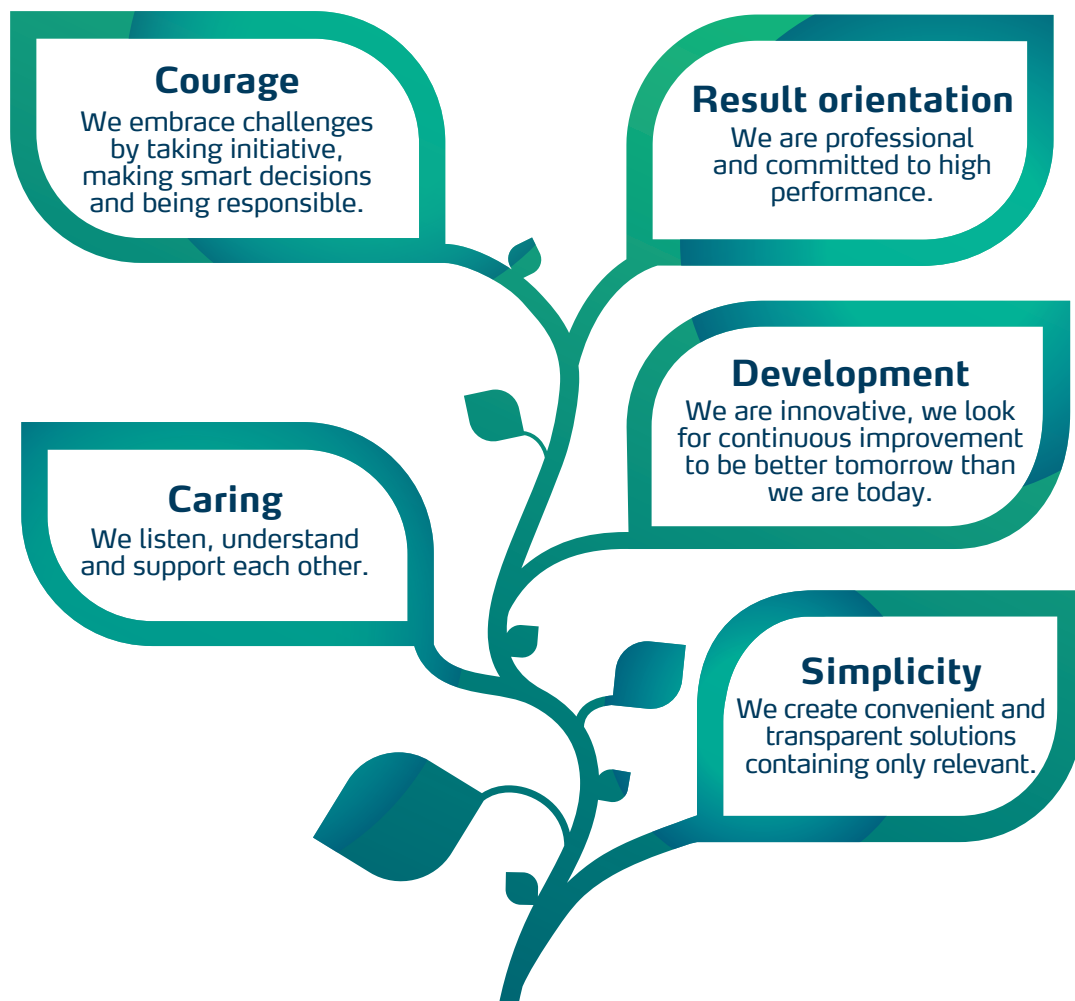 Courage
We embrace challenges
by taking initiative,
making smart decisions
and being responsible.
Result orientation
We are professional
and committed to high
performance.
Development
We are innovative, we look
for continuous improvement
to be better tomorrow than
we are today.
Caring
We listen, understand
and support each other.
Simplicity
We create convenient and
transparent solutions
containing only relevant.